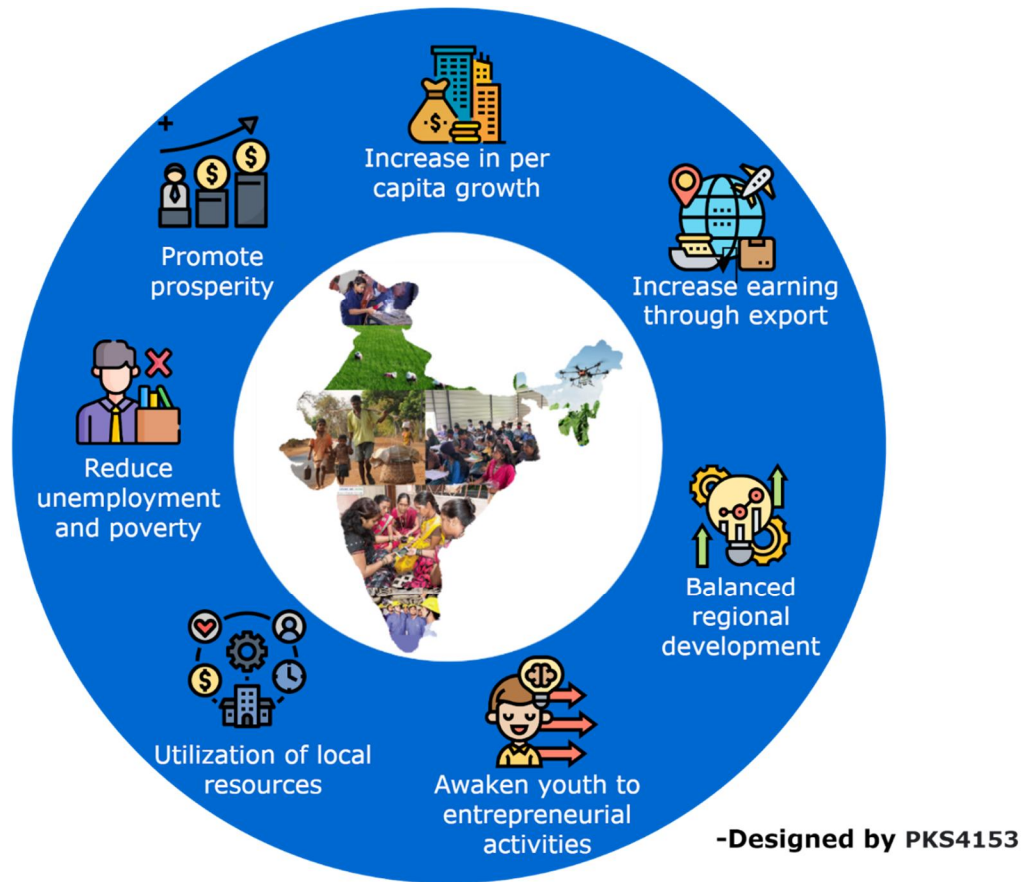 Increase in per
capita growth
Increase earning
through export
Balanced
regional
development
Awaken youth to
entrepreneurial
activities
Utilization of local
resources
Reduce
unemployment
and poverty
Promote
prosperity
-Designed by PKS4153